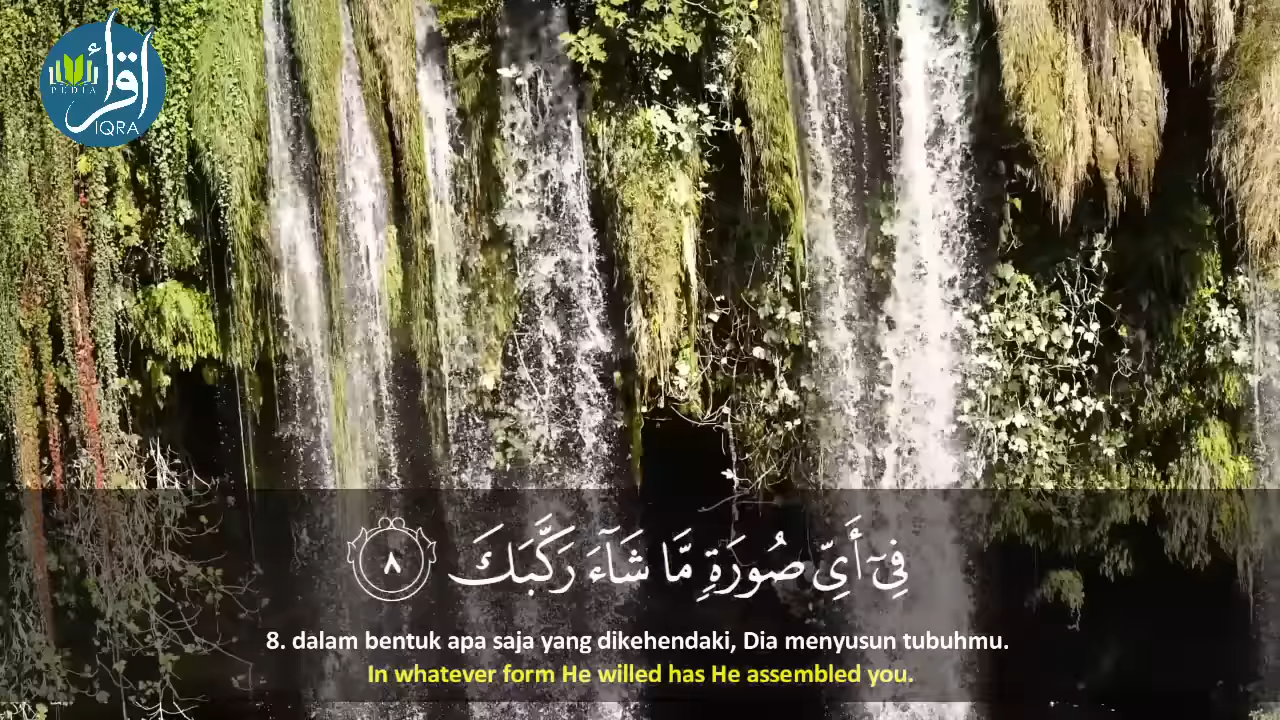 اقرأ
PUDIA
IQRA
فِىٓ أَىِّ صُورَةٍ مَّا شَآءَ رَكَّبَكَ ٨
8. dalam bentuk apa saja yang dikehendaki, Dia menyusun tubuhmu.
In whatever form He willed has He assembled you.